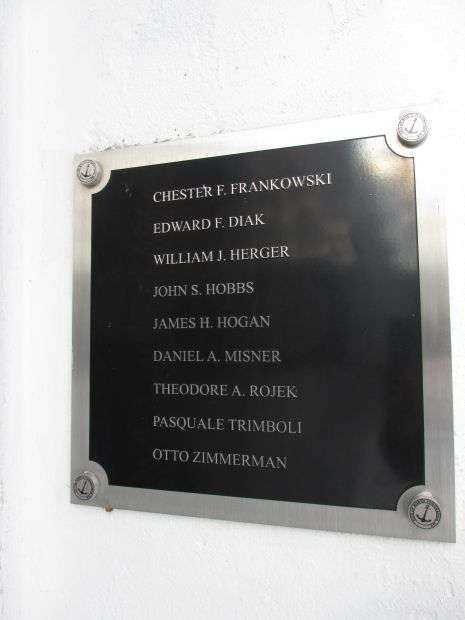 CHESTER F. FRANKOWSKI
EDWARD F. DIAK
WILLIAM J. HERGER
JOHN S. HOBBS
JAMES H. HOGAN
DANIEL A. MISNER
THEODORE A. ROJEK
PASQUALE TRIMBOLI
OTTO ZIMMERMAN